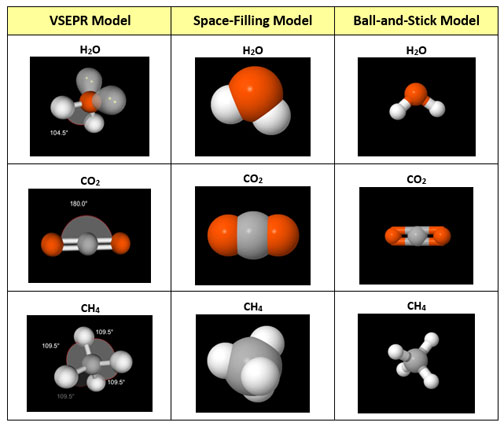 VSEPR Model
Space-Filling Model
Ball-and-Stick Model
H₂O
H₂O
H₂O
104.5°
CO₂
CO₂
CO₂
180.0°
CH₄
CH₄
CH₄
109.5°
109.5°
109.5°
109.5°